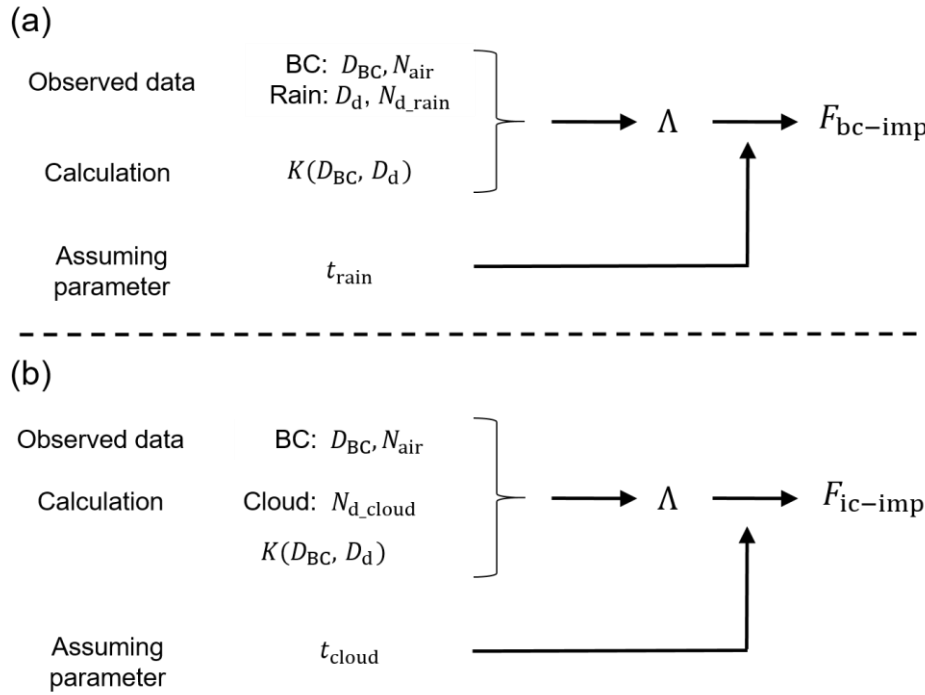 (a)
Observed data
BC: D_BC, N_air
Rain: D_d, N_d_rain
Calculation
K(D_BC, D_d)
Λ
F_bc−imp
Assuming
parameter
t_rain
(b)
Observed data
BC: D_BC, N_air
Calculation
Cloud: N_d_cloud
K(D_BC, D_d)
Λ
F_ic−imp
Assuming
parameter
t_cloud